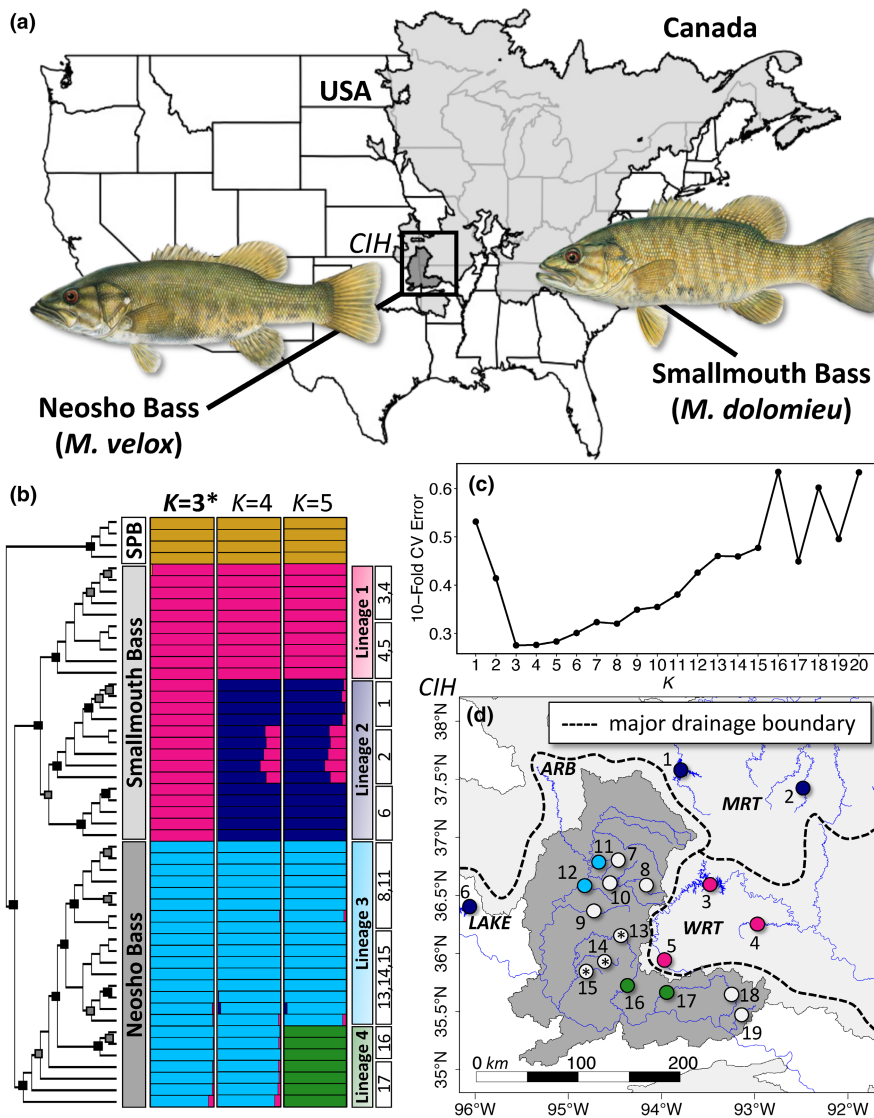 (a)
Canada
USA
CIH
Neosho Bass
(M. velox)
Smallmouth Bass
(M. dolomieu)
(b)
K=3* K=4 K=5
SPB
Smallmouth Bass
Neosho Bass
Lineage 1
3,4
4,5
Lineage 2
1
2
6
Lineage 3
8,11
13,14,15
Lineage 4
16
17
(c)
10−Fold CV Error
0.6
0.5
0.4
0.3
1 2 3 4 5 6 7 8 9 10 11 12 13 14 15 16 17 18 19 20
K
CIH
(d)
major drainage boundary
38°N
37.5°N
37°N
36.5°N
36°N
35.5°N
35°N
ARB
MRT
LAKE
WRT
1
2
3
4
5
6
7
8
9
10
11
12
*13
14
*
*
15
16
17
18
19
0 km 100 200
96°W 95°W 94°W 93°W 92°W